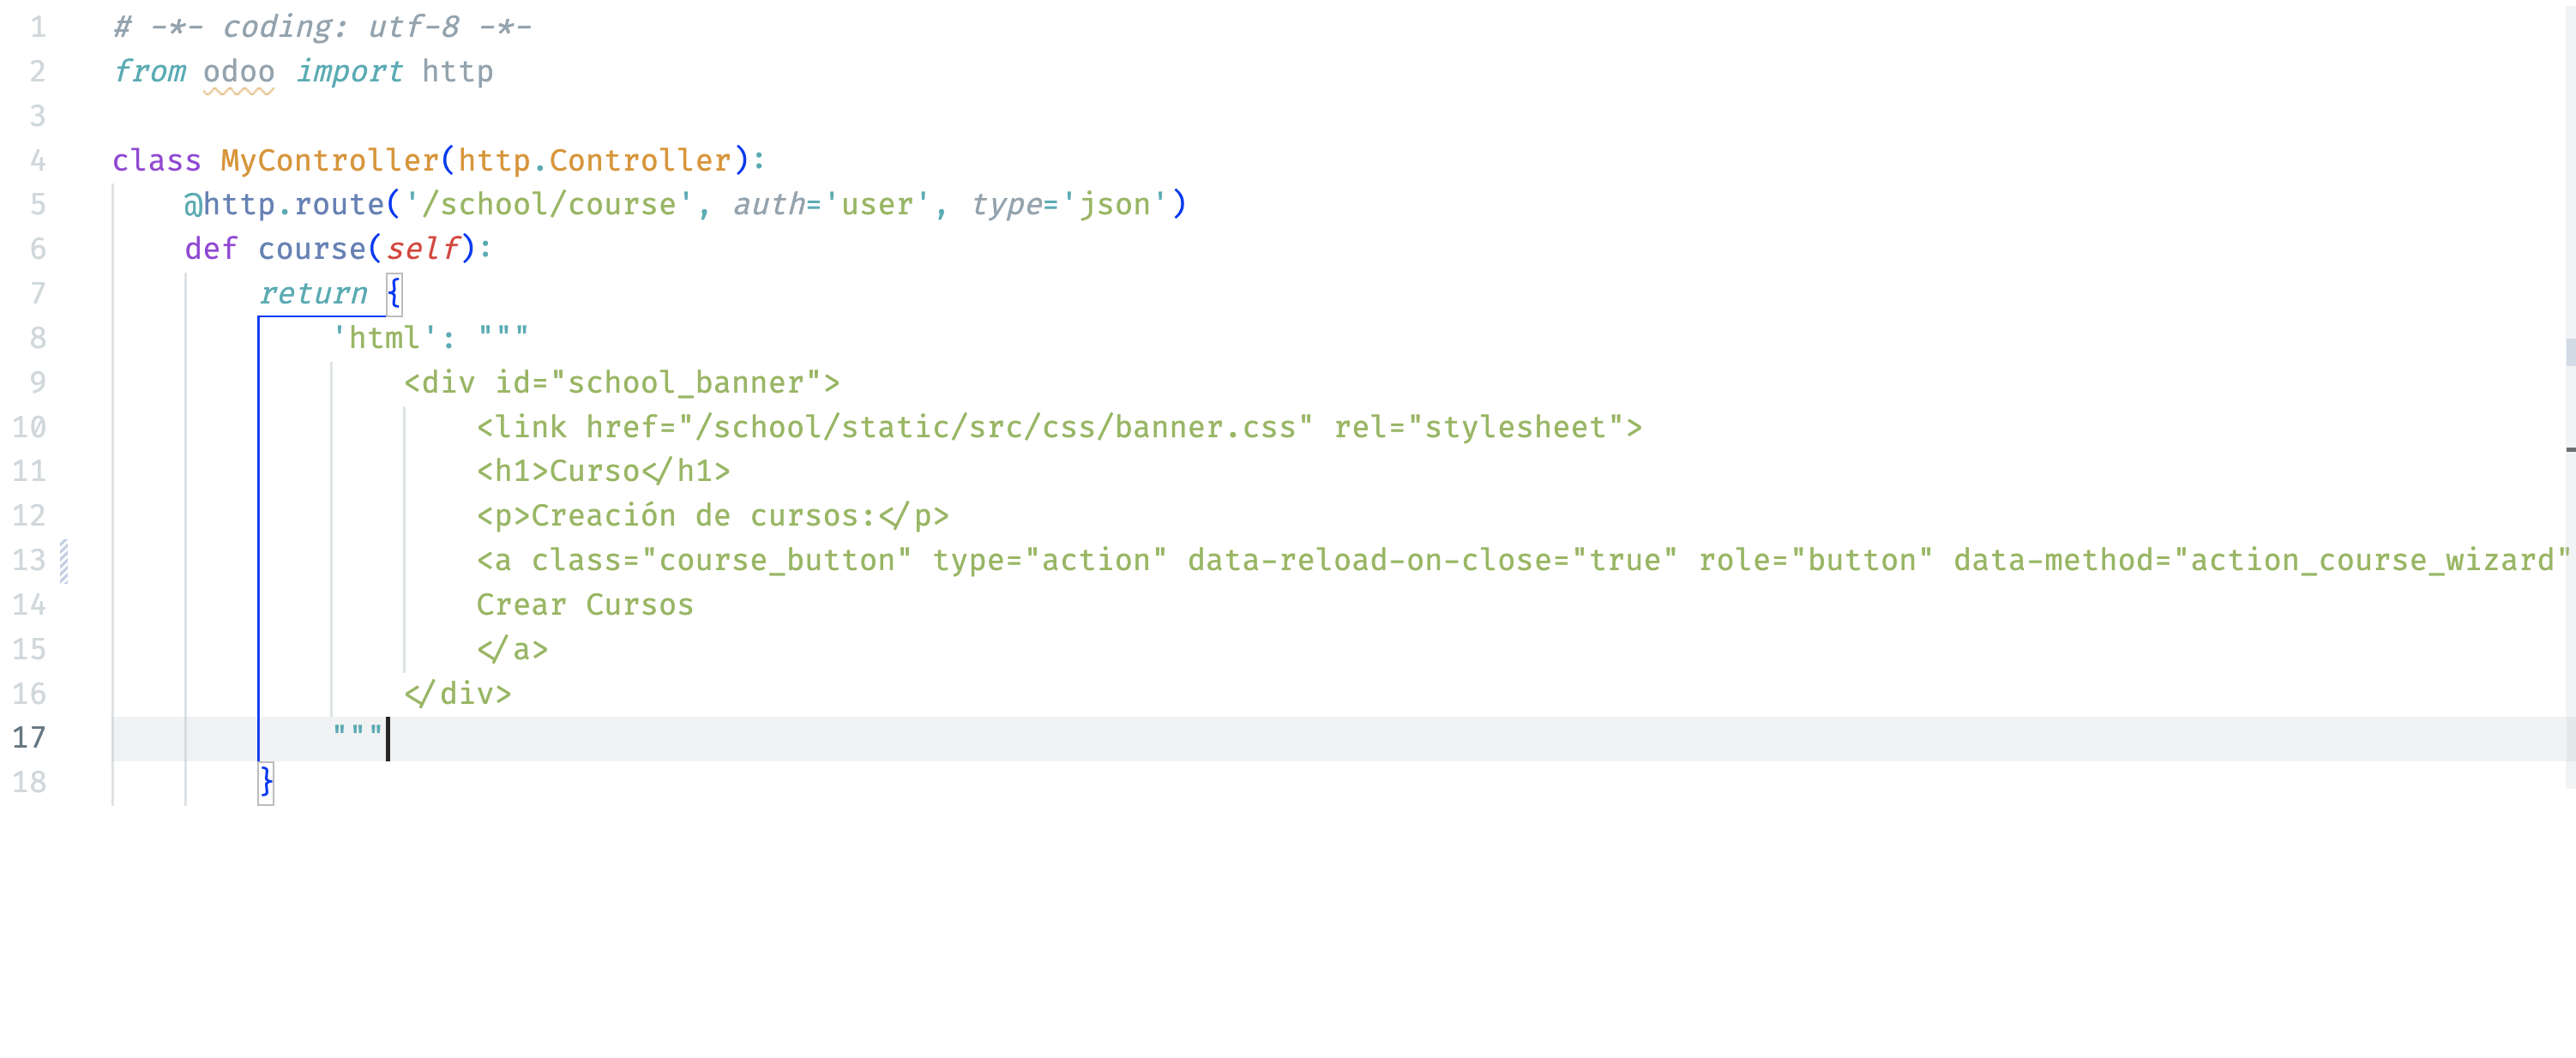 1 # -*- coding: utf-8 -*-
2 from odoo import http
3
4 class MyController(http.Controller):
5 @http.route('/school/course', auth='user', type='json')
6 def course(self):
7 return {
8 'html': """
9 <div id="school_banner">
10 <link href="/school/static/src/css/banner.css" rel="stylesheet">
11 <h1>Curso</h1>
12 <p>Creación de cursos:</p>
13 <a class="course_button" type="action" data-reload-on-close="true" role="button" data-method="action_course_wizard"
14 Crear Cursos
15 </a>
16 </div>
17 """
18 }